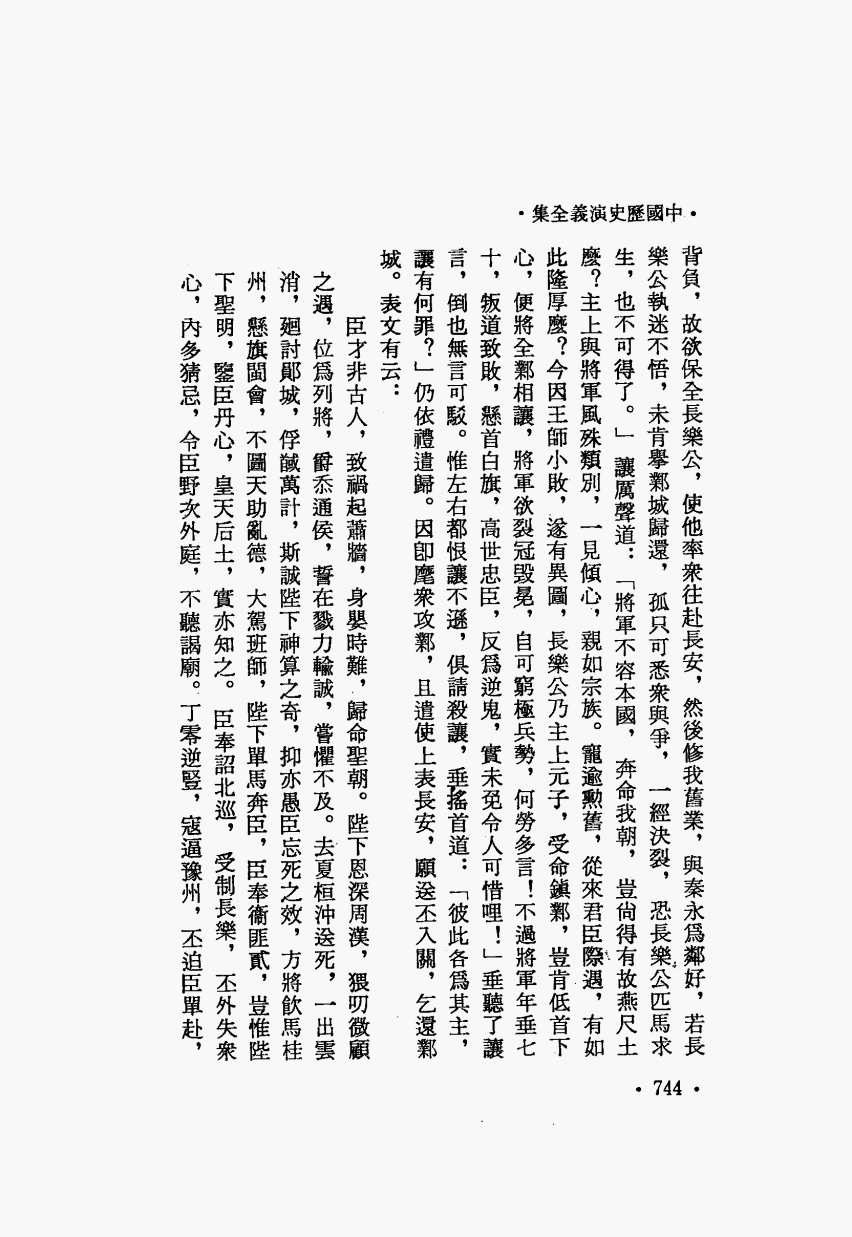 ·中國歷史演義全集·
背負，故欲保全長樂公，使他率衆往赴長安，然後修我舊業，與秦永爲鄰好，若長
樂公執迷不悟，未肯舉鄴城歸還，孤只可悉衆與爭，一經決裂，恐長樂公匹馬求
生，也不可得了。」讓厲聲道：「將軍不容本國，奔命我朝，豈尙得有故燕尺土
麼？主上與將軍風殊類別，一見傾心，親如宗族。寵逾勳舊，從來君臣際遇，有如
此隆厚麼？今因王師小敗，遂有異圖，長樂公乃主上元子，受命鎭鄴，豈肯低首下
心，便將全鄴相讓，將軍欲裂冠毁冕，自可窮極兵勢，何勞多言！不過將軍年垂七
十，叛道致敗，懸首白旗，高世忠臣，反爲逆鬼，實未免令人可惜哩！」垂聽了讓
言，倒也無言可駁。惟左右都恨讓不遜，俱請殺讓，垂搖首道：「彼此各爲其主，
讓有何罪？」仍依禮遣歸。因卽麾衆攻鄴，且遣使上表長安，願送丕入關，乞還鄴
城。表文有云：
臣才非古人，致禍起蕭牆，身嬰時難，歸命聖朝。陛下恩深周漢，猥叨微顧
之遇，位爲列將，爵忝通侯，誓在戮力輸誠，嘗懼不及。去夏桓沖送死，一出雲
消，廻討鄖城，俘馘萬計，斯誠陛下神算之奇，抑亦愚臣忘死之效，方將飮馬桂
州，懸旗閩會，不圖天助亂德，大駕班師，陛下單馬奔臣，臣奉衞匪貳，豈惟陛
下聖明，鑒臣丹心，皇天后土，實亦知之。臣奉詔北巡，受制長樂，丕外失衆
心，內多猜忌，令臣野次外庭，不聽謁廟。丁零逆豎，寇逼豫州，丕迫臣單赴，
·744·